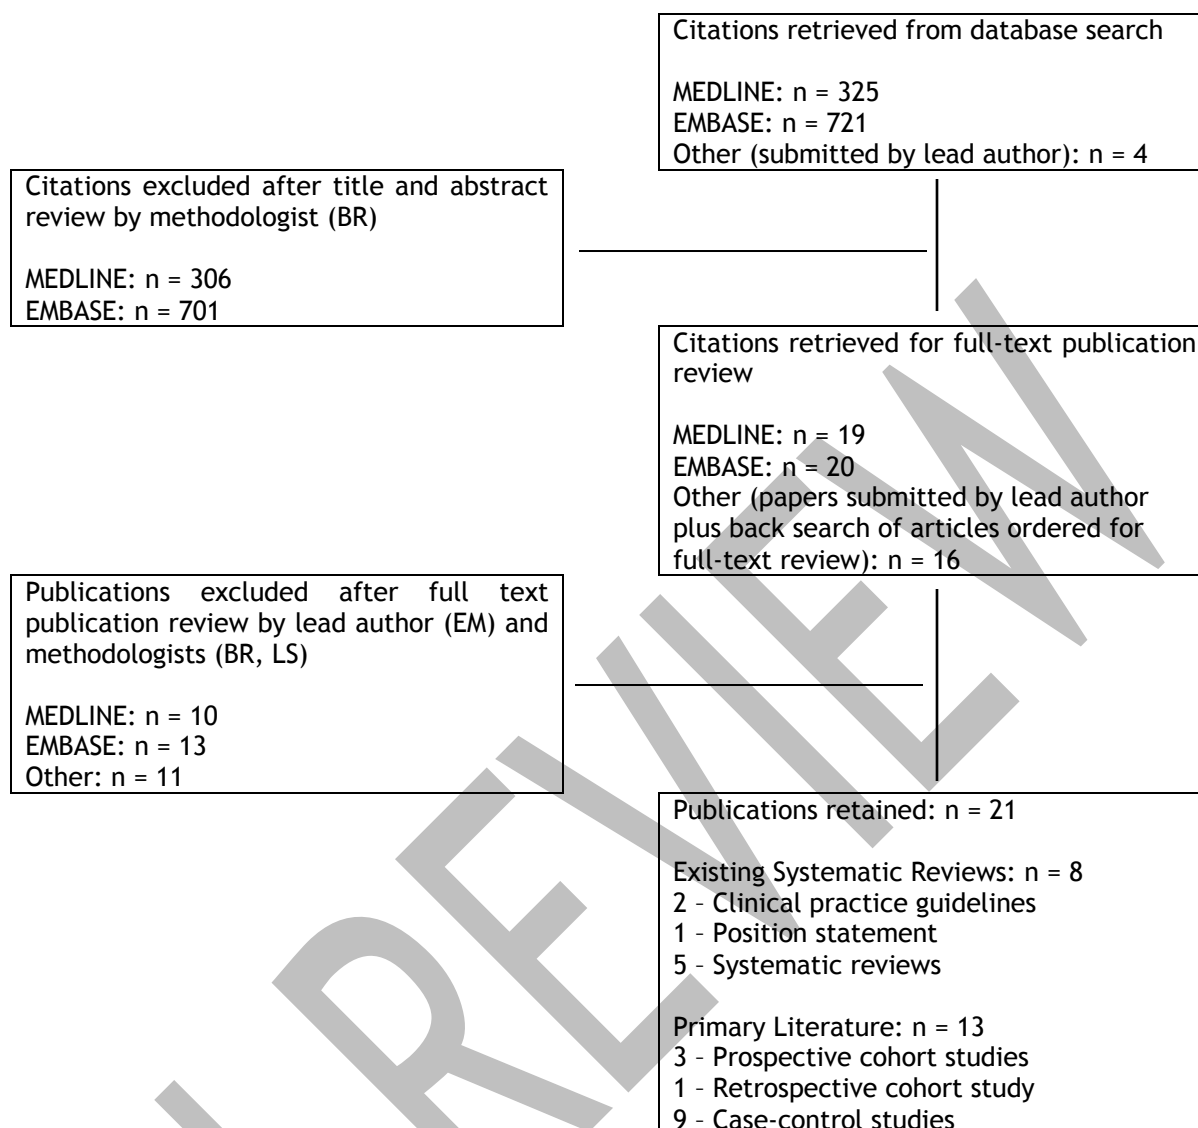 Citations retrieved from database search
MEDLINE: n = 325
EMBASE: n = 721
Other (submitted by lead author): n = 4
Citations excluded after title and abstract
review by methodologist (BR)
MEDLINE: n = 306
EMBASE: n = 701
Citations retrieved for full-text publication
review
MEDLINE: n = 19
EMBASE: n = 20
Other (papers submitted by lead author
plus back search of articles ordered for
full-text review): n = 16
Publications excluded after full text
publication review by lead author (EM) and
methodologists (BR, LS)
MEDLINE: n = 10
EMBASE: n = 13
Other: n = 11
Publications retained: n = 21
Existing Systematic Reviews: n = 8
2 – Clinical practice guidelines
1 – Position statement
5 – Systematic reviews
Primary Literature: n = 13
3 – Prospective cohort studies
1 – Retrospective cohort study
9 – Case-control studies
REVIEW